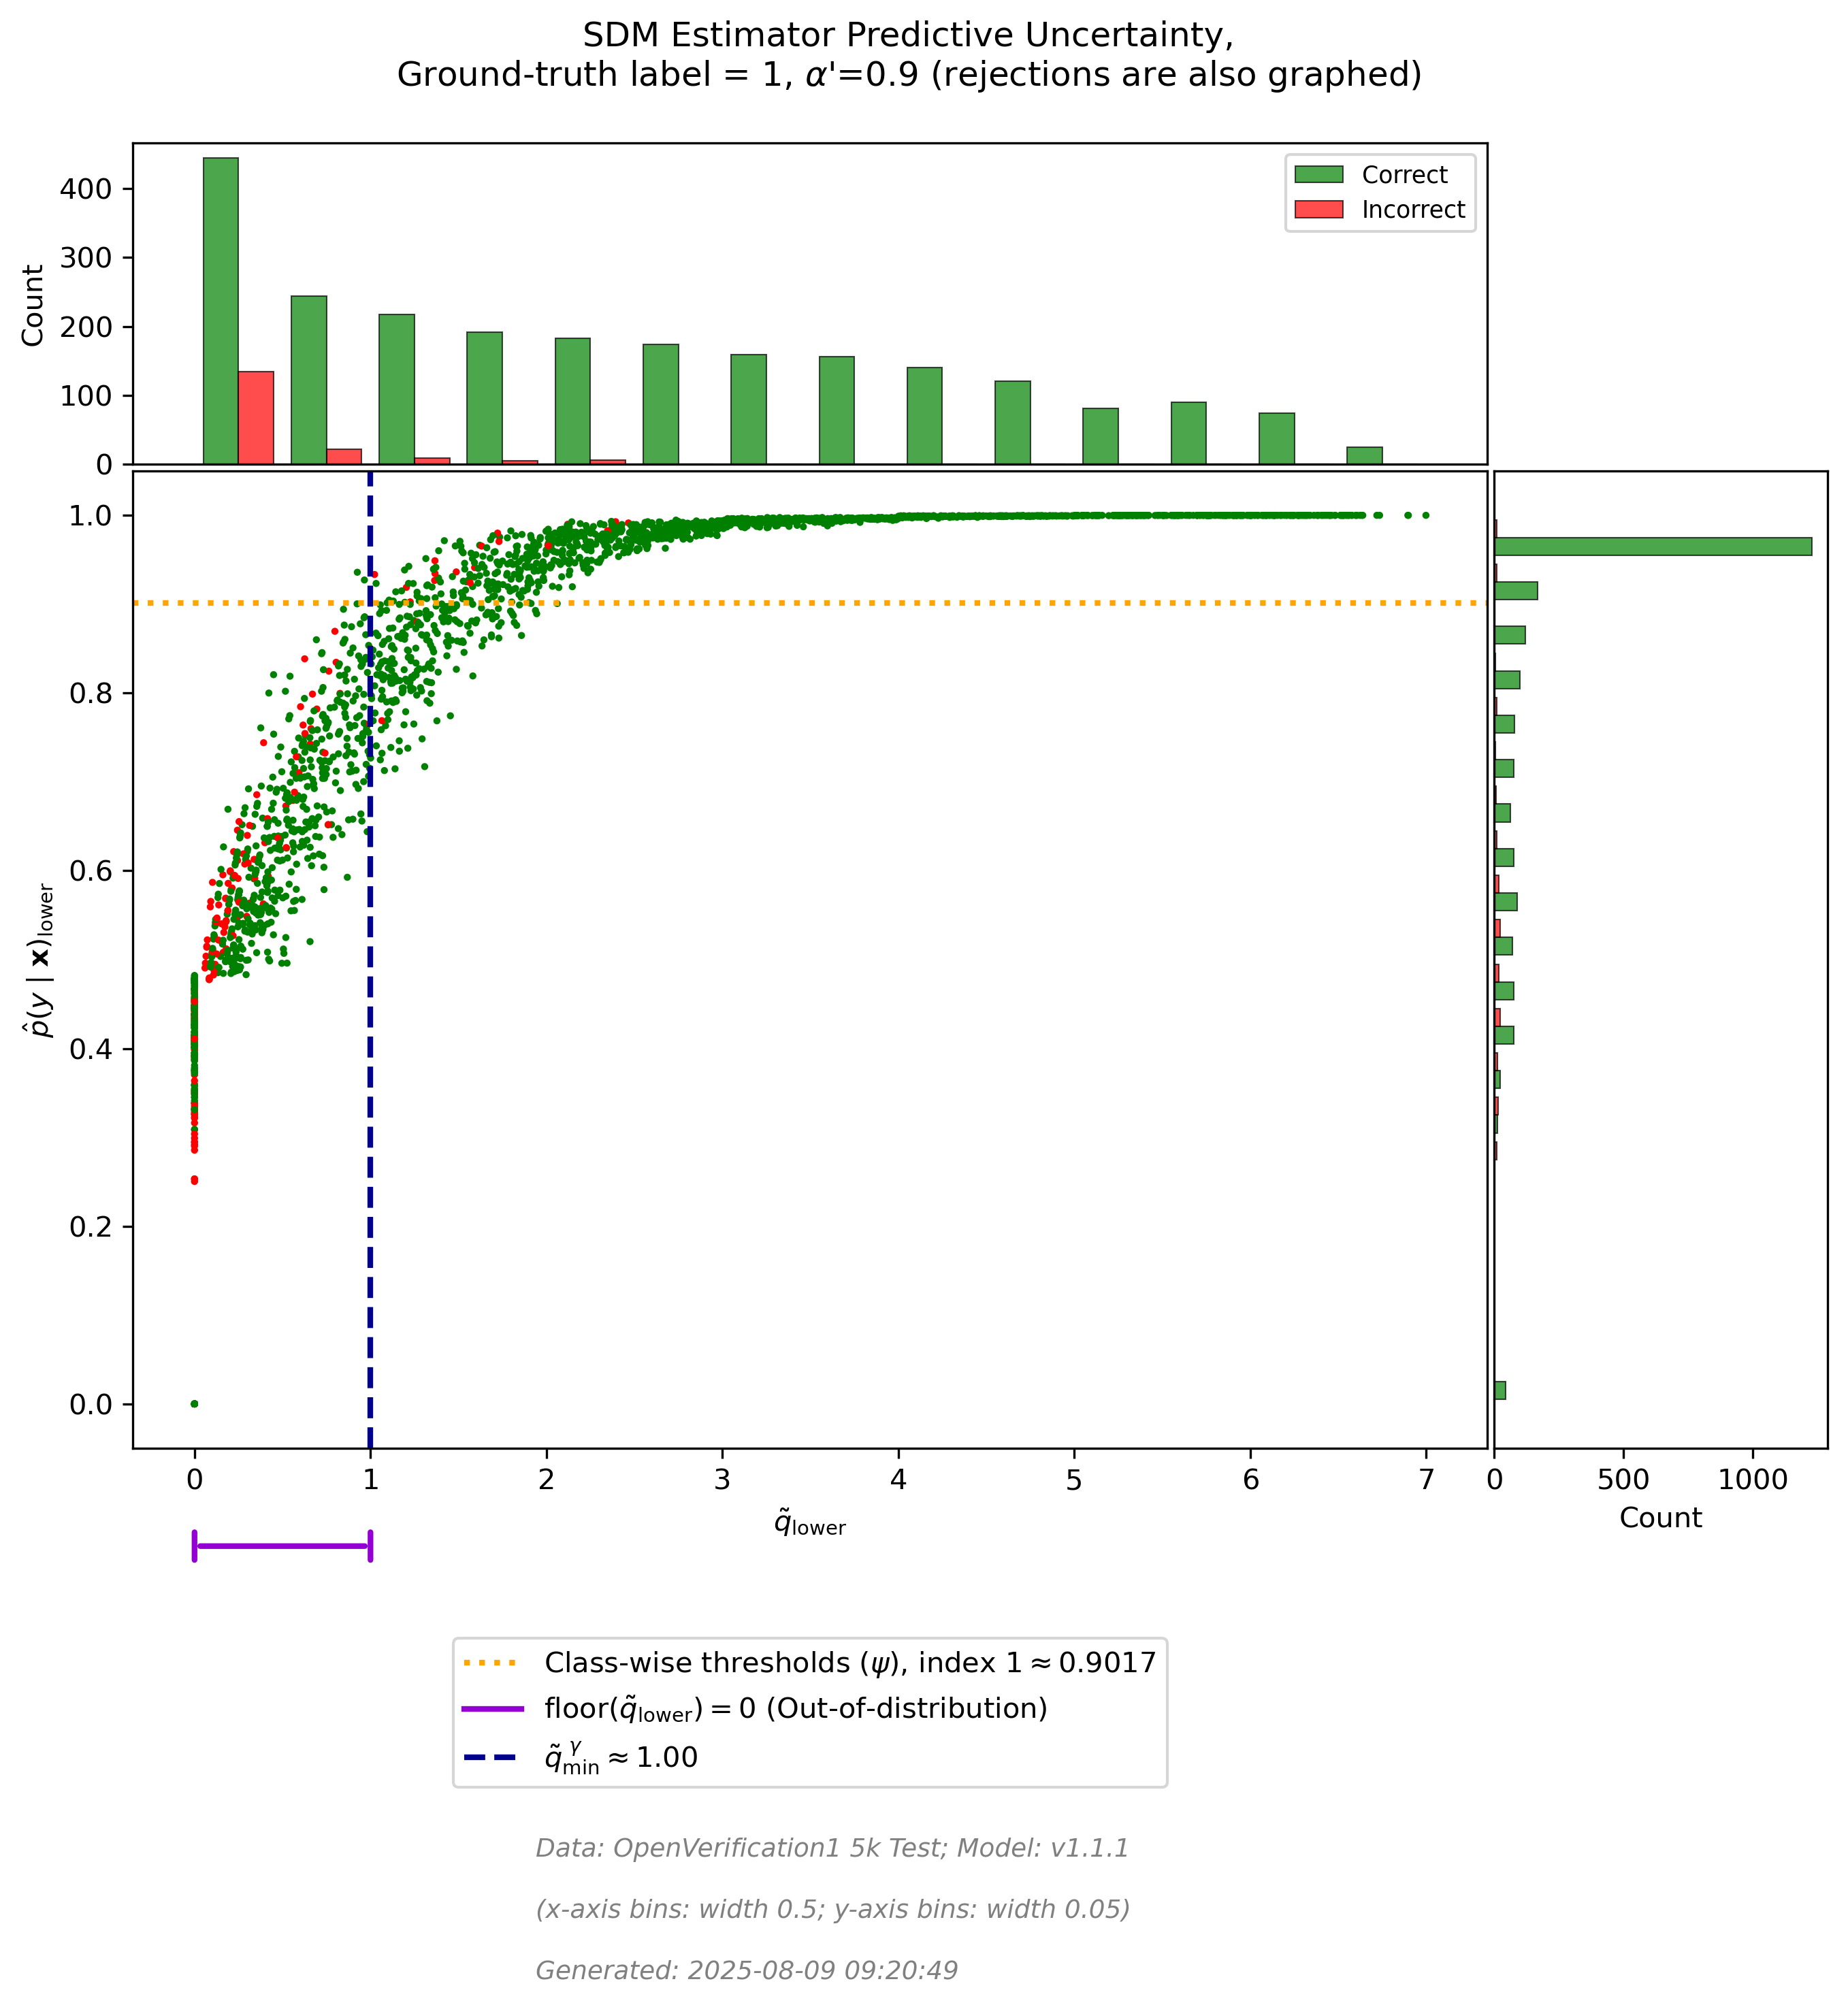 SDM Estimator Predictive Uncertainty,
Ground-truth label = 1, α'=0.9 (rejections are also graphed)
Count
400
300
200
100
0
Correct
Incorrect
p̂(y | x)lower
1.0
0.8
0.6
0.4
0.2
0.0
0 1 2 3 4 5 6 7
q̃lower
0 500 1000
Count
Class-wise thresholds (ψ), index 1 ≈ 0.9017
floor(q̃lower) = 0 (Out-of-distribution)
q̃γmin ≈ 1.00
Data: OpenVerification1 5k Test; Model: v1.1.1
(x-axis bins: width 0.5; y-axis bins: width 0.05)
Generated: 2025-08-09 09:20:49